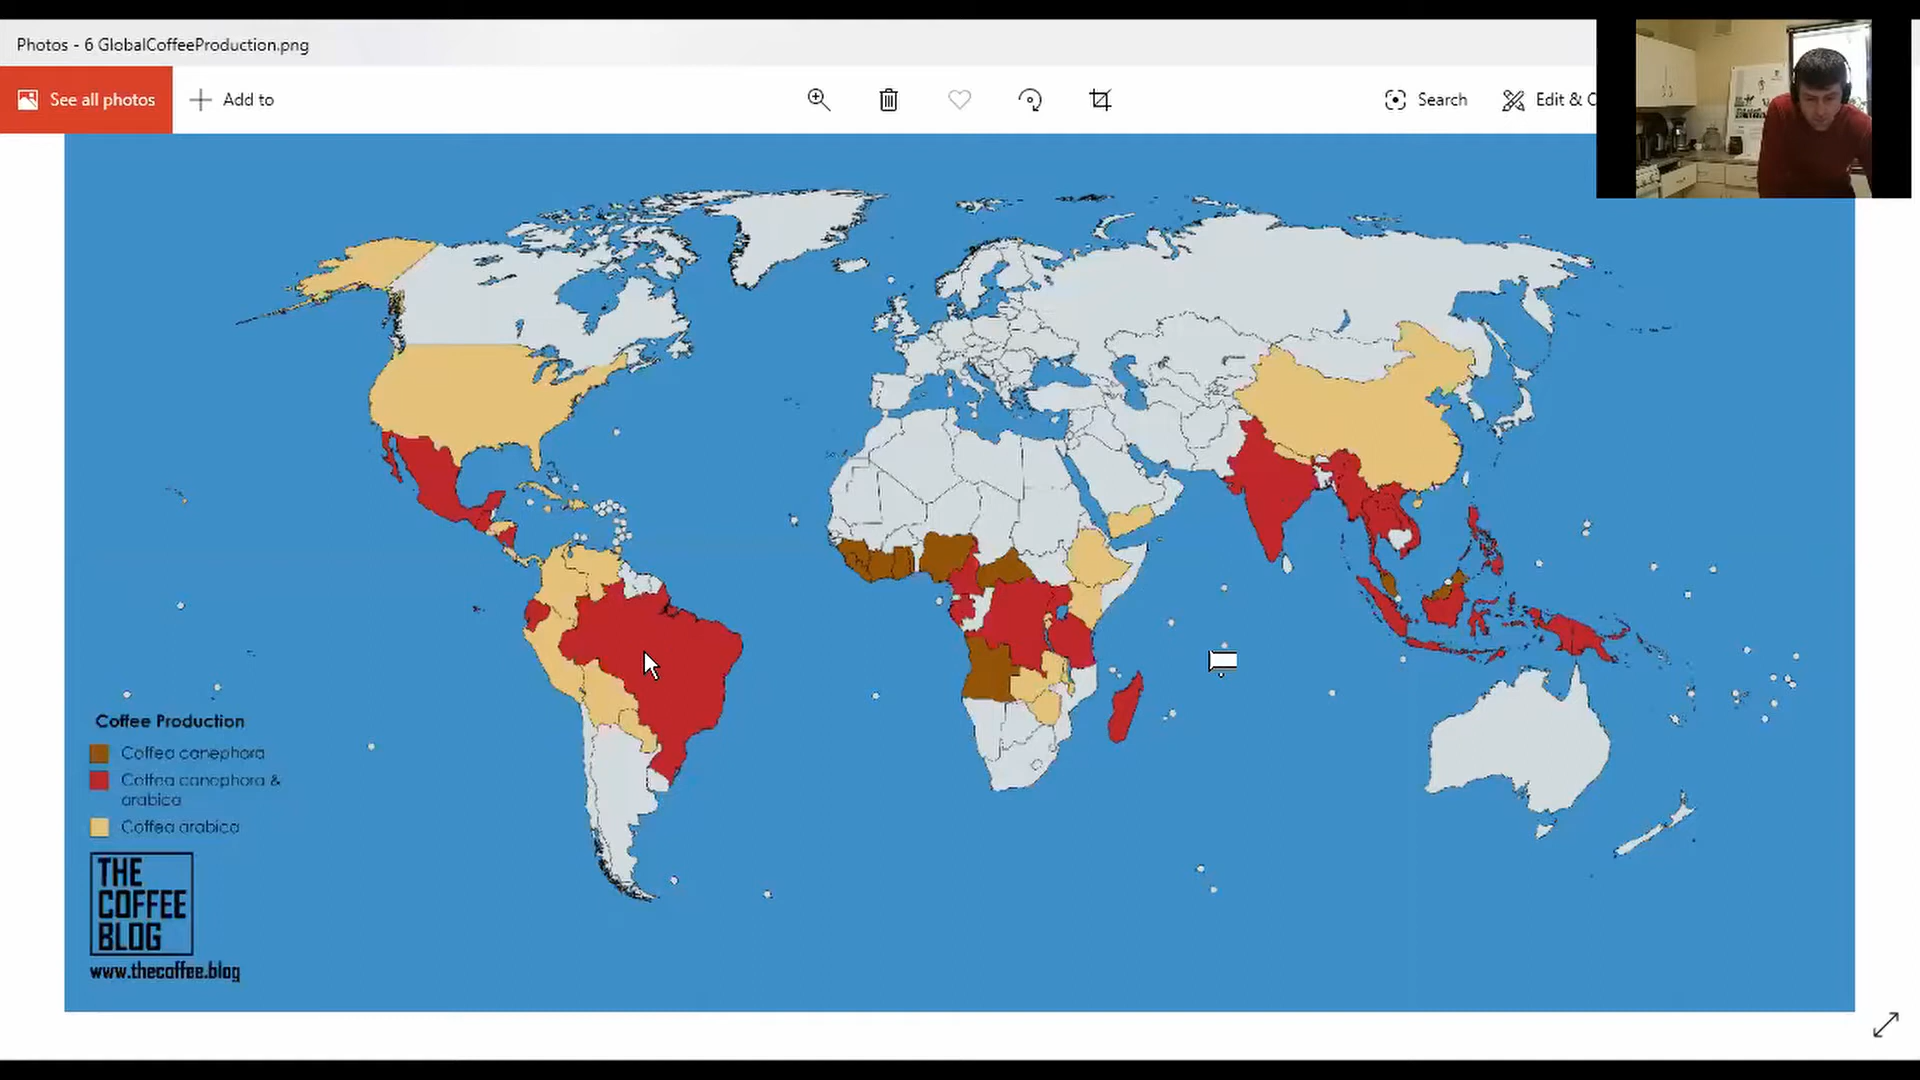 Photos - 6 GlobalCoffeeProduction.png
See all photos
Add to
Search
Edit & C
Coffee Production
Coffea canephora
Coffea canephora &
arabica
Coffea arabica
THE
COFFEE
BLOG
www.thecoffee.blog